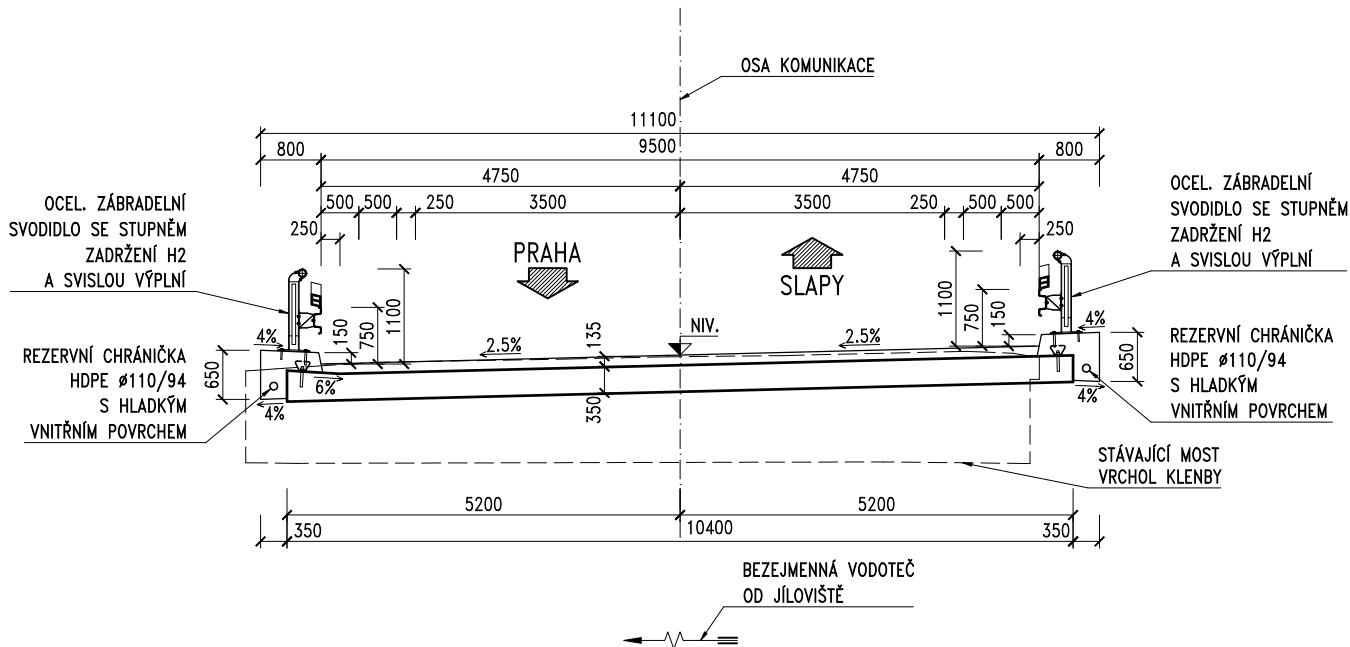 OSA KOMUNIKACE
11100
800
9500
800
4750
4750
500
500
250
3500
3500
250
500
500
250
250
OCEL. ZÁBRADELNÍ
SVODIDLO SE STUPNĚM
ZADRŽENÍ H2
A SVISLOU VÝPLNÍ
OCEL. ZÁBRADELNÍ
SVODIDLO SE STUPNĚM
ZADRŽENÍ H2
A SVISLOU VÝPLNÍ
PRAHA
SLAPY
150
750
1100
135
NIV.
1100
750
150
4%
2.5%
2.5%
4%
REZERVNÍ CHRÁNIČKA
HDPE ø110/94
S HLADKÝM
VNITŘNÍM POVRCHEM
650
6%
4%
350
650
4%
REZERVNÍ CHRÁNIČKA
HDPE ø110/94
S HLADKÝM
VNITŘNÍM POVRCHEM
STÁVAJÍCÍ MOST
VRCHOL KLENBY
5200
5200
350
10400
350
BEZEJMENNÁ VODOTEČ
OD JÍLOVIŠTĚ